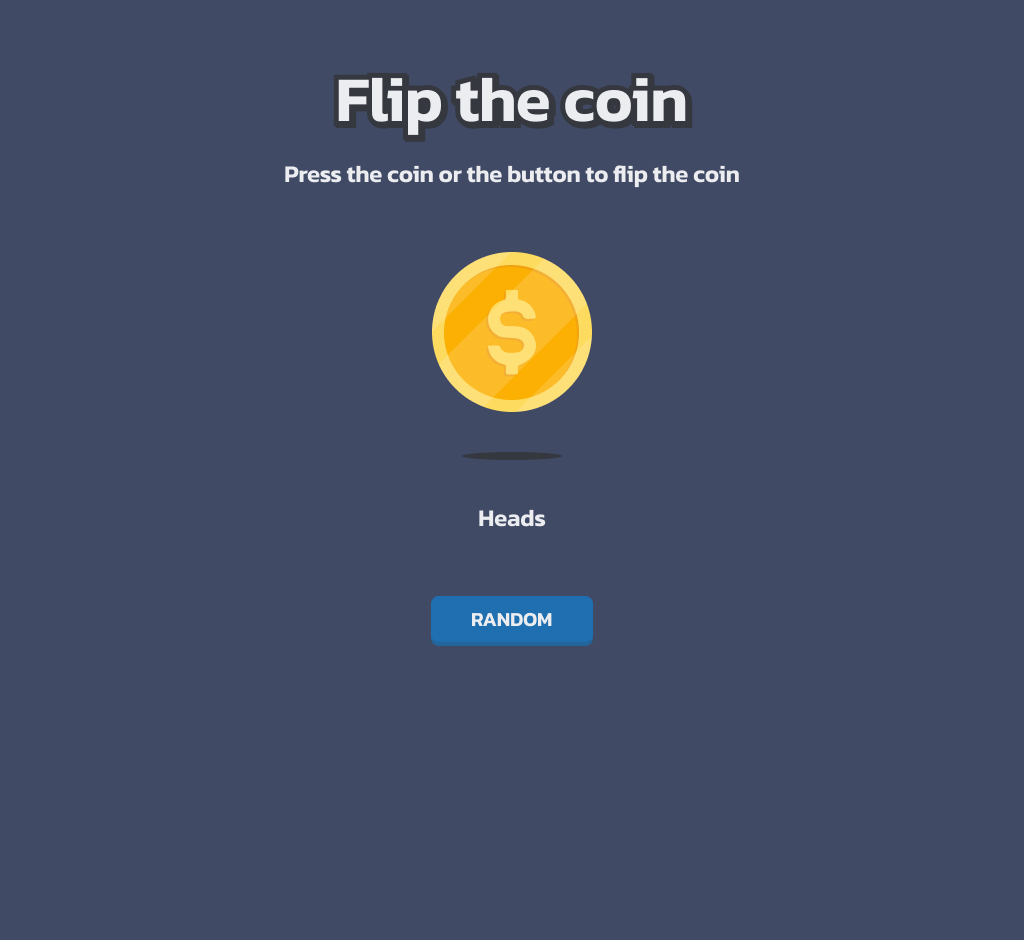 Flip the coin
Press the coin or the button to flip the coin
$
Heads
RANDOM